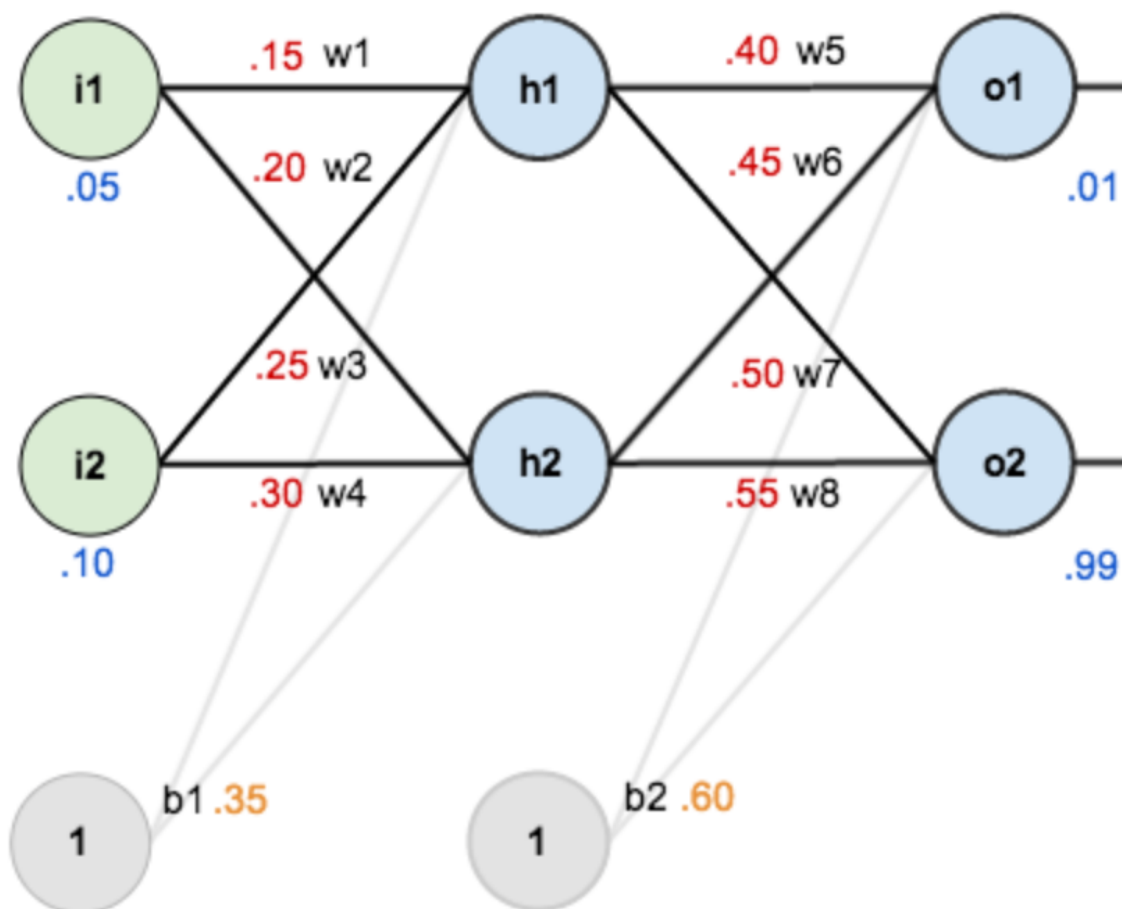 .15 w1
.40 w5
i1
h1
o1
.20 w2
.45 w6
.05
.01
.25 w3
.50 w7
i2
h2
o2
.30 w4
.55 w8
.10
.99
b1 .35
b2 .60
1
1